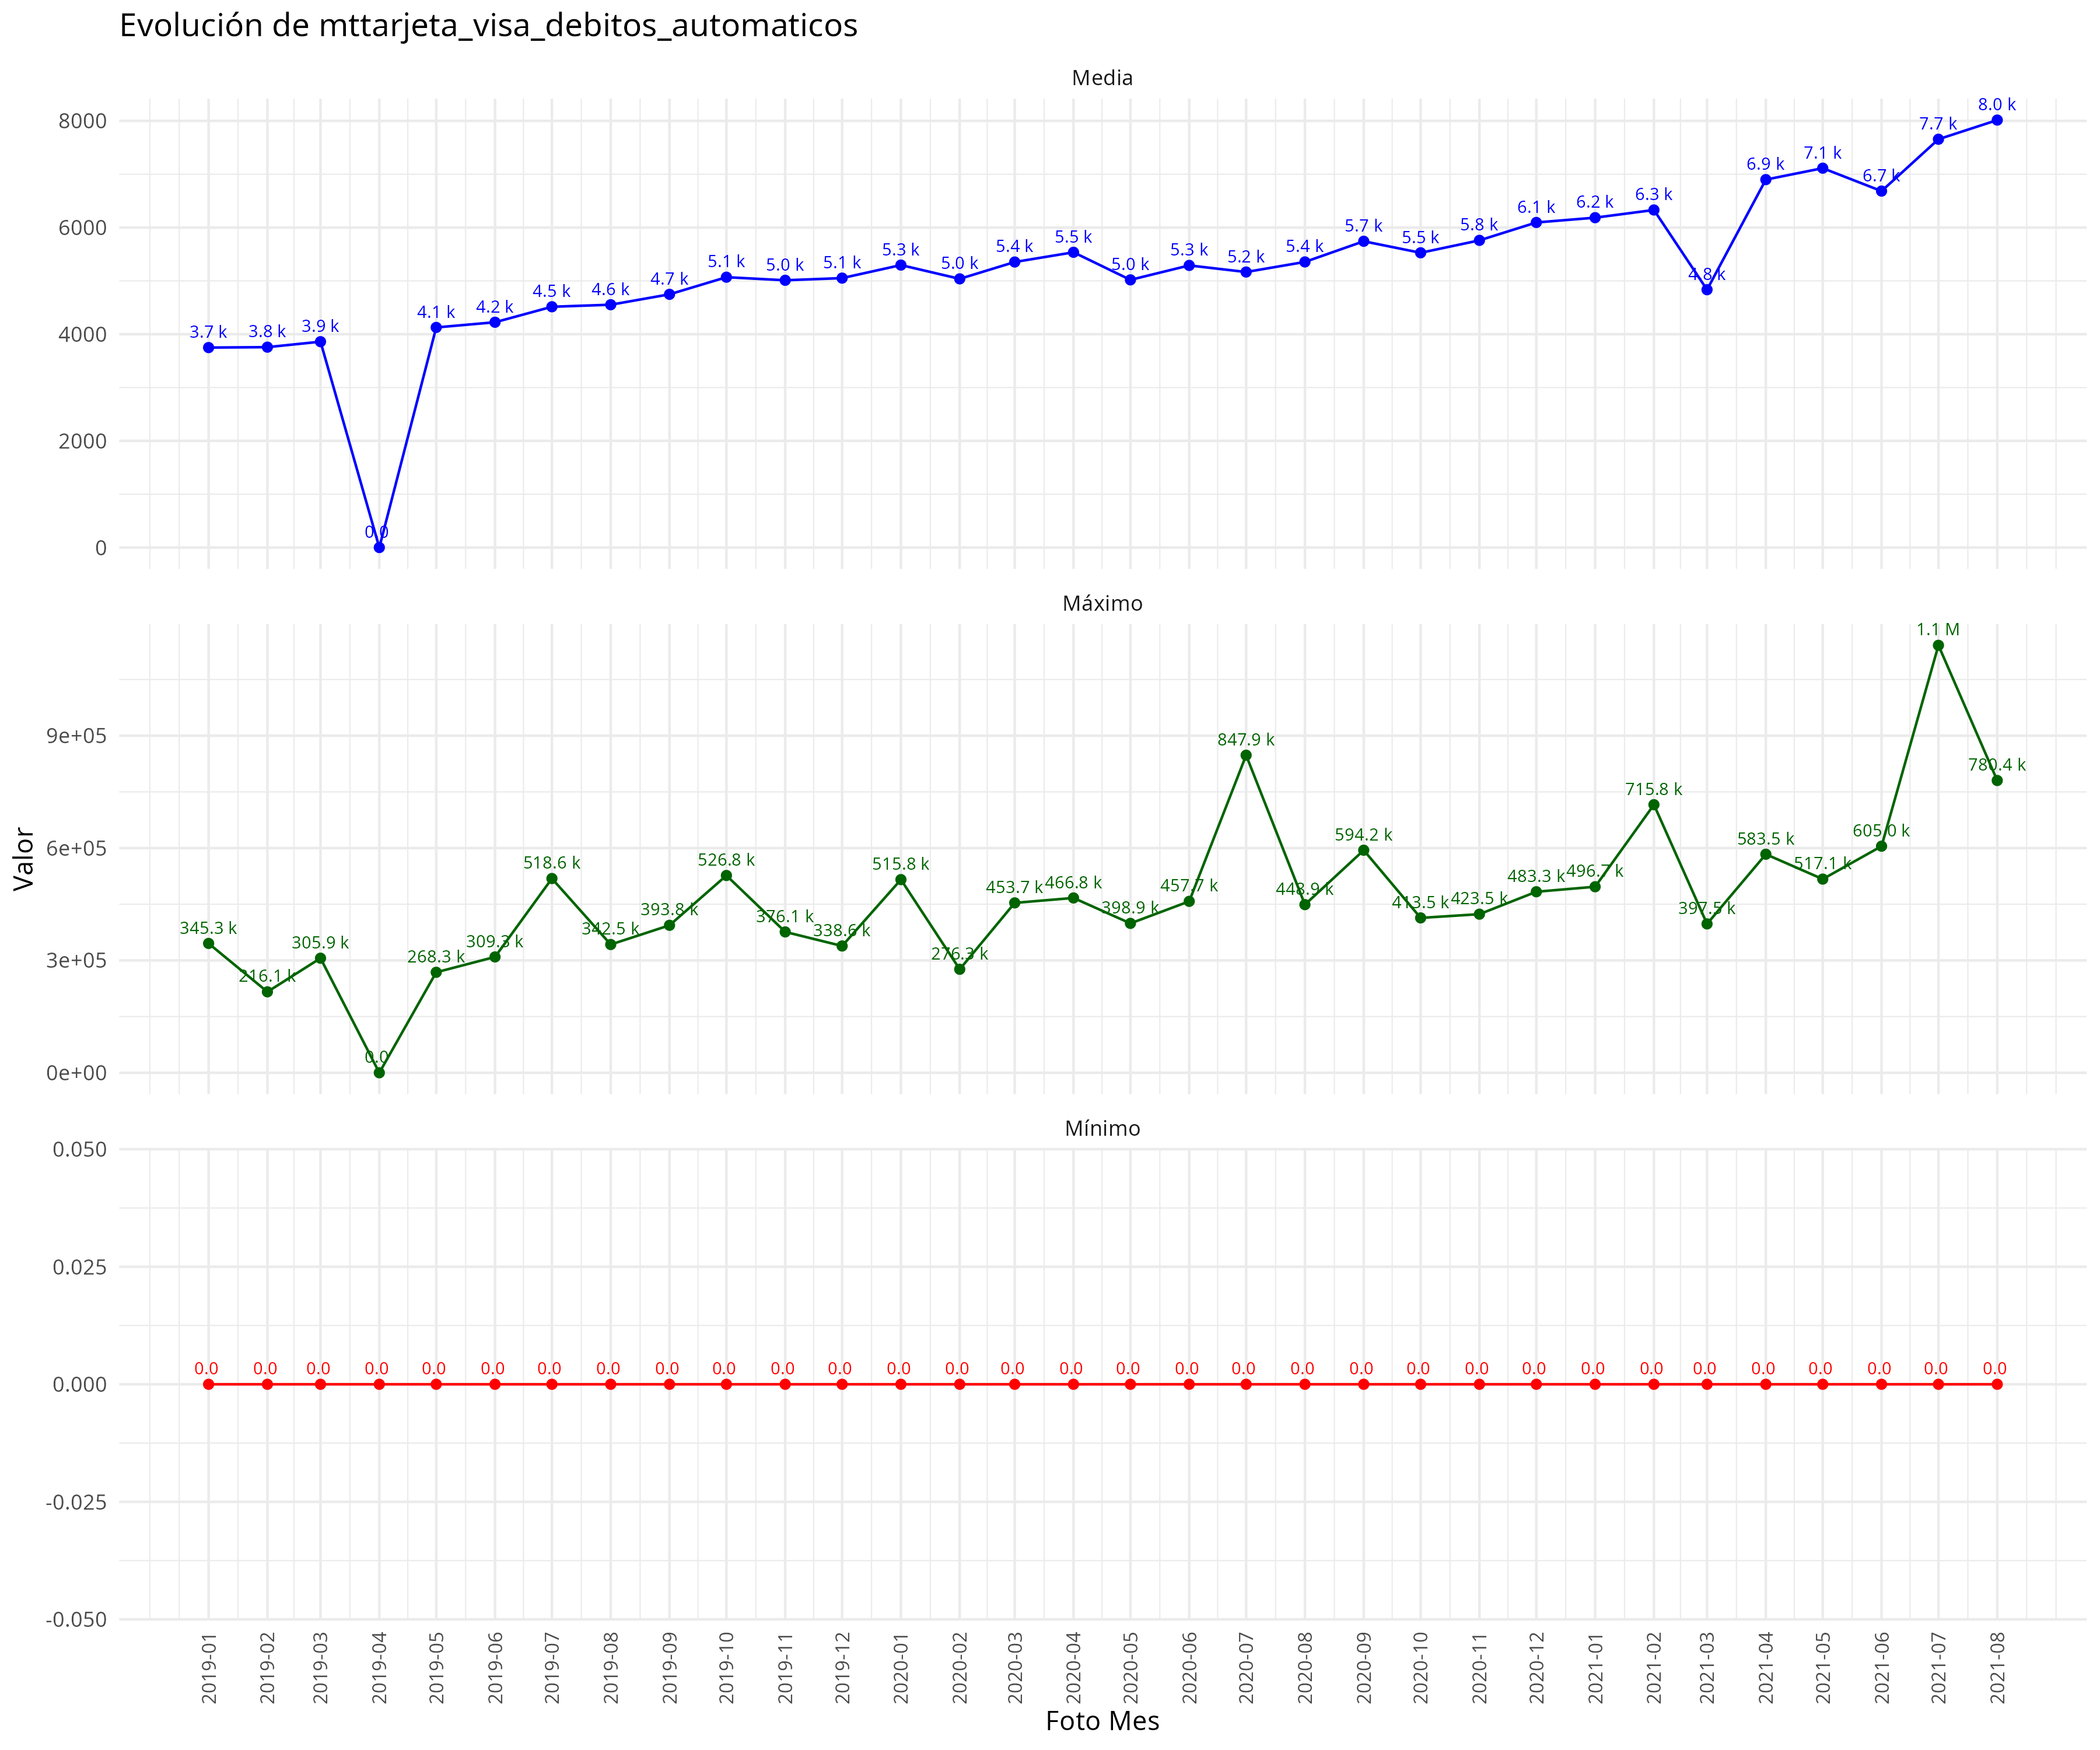 Evolución de mttarjeta_visa_debitos_automaticos
Media
8000
6000
4000
2000
0
3.7 k 3.8 k 3.9 k 0.0 4.1 k 4.2 k 4.5 k 4.6 k 4.7 k 5.1 k 5.0 k 5.1 k 5.3 k 5.0 k 5.4 k 5.5 k 5.0 k 5.3 k 5.2 k 5.4 k 5.7 k 5.5 k 5.8 k 6.1 k 6.2 k 6.3 k 4.8 k 6.9 k 7.1 k 6.7 k 7.7 k 8.0 k
Máximo
9e+05
6e+05
3e+05
0e+00
345.3 k 216.1 k 305.9 k 0.0 268.3 k 309.3 k 518.6 k 342.5 k 393.8 k 526.8 k 376.1 k 338.6 k 515.8 k 276.3 k 453.7 k 466.8 k 398.9 k 457.7 k 847.9 k 448.9 k 594.2 k 413.5 k 423.5 k 483.3 k 496.7 k 715.8 k 397.5 k 583.5 k 517.1 k 605.0 k 1.1 M 780.4 k
Valor
Mínimo
0.050
0.025
0.000
-0.025
-0.050
0.0 0.0 0.0 0.0 0.0 0.0 0.0 0.0 0.0 0.0 0.0 0.0 0.0 0.0 0.0 0.0 0.0 0.0 0.0 0.0 0.0 0.0 0.0 0.0 0.0 0.0 0.0 0.0 0.0 0.0 0.0 0.0
2019-01 2019-02 2019-03 2019-04 2019-05 2019-06 2019-07 2019-08 2019-09 2019-10 2019-11 2019-12 2020-01 2020-02 2020-03 2020-04 2020-05 2020-06 2020-07 2020-08 2020-09 2020-10 2020-11 2020-12 2021-01 2021-02 2021-03 2021-04 2021-05 2021-06 2021-07 2021-08
Foto Mes